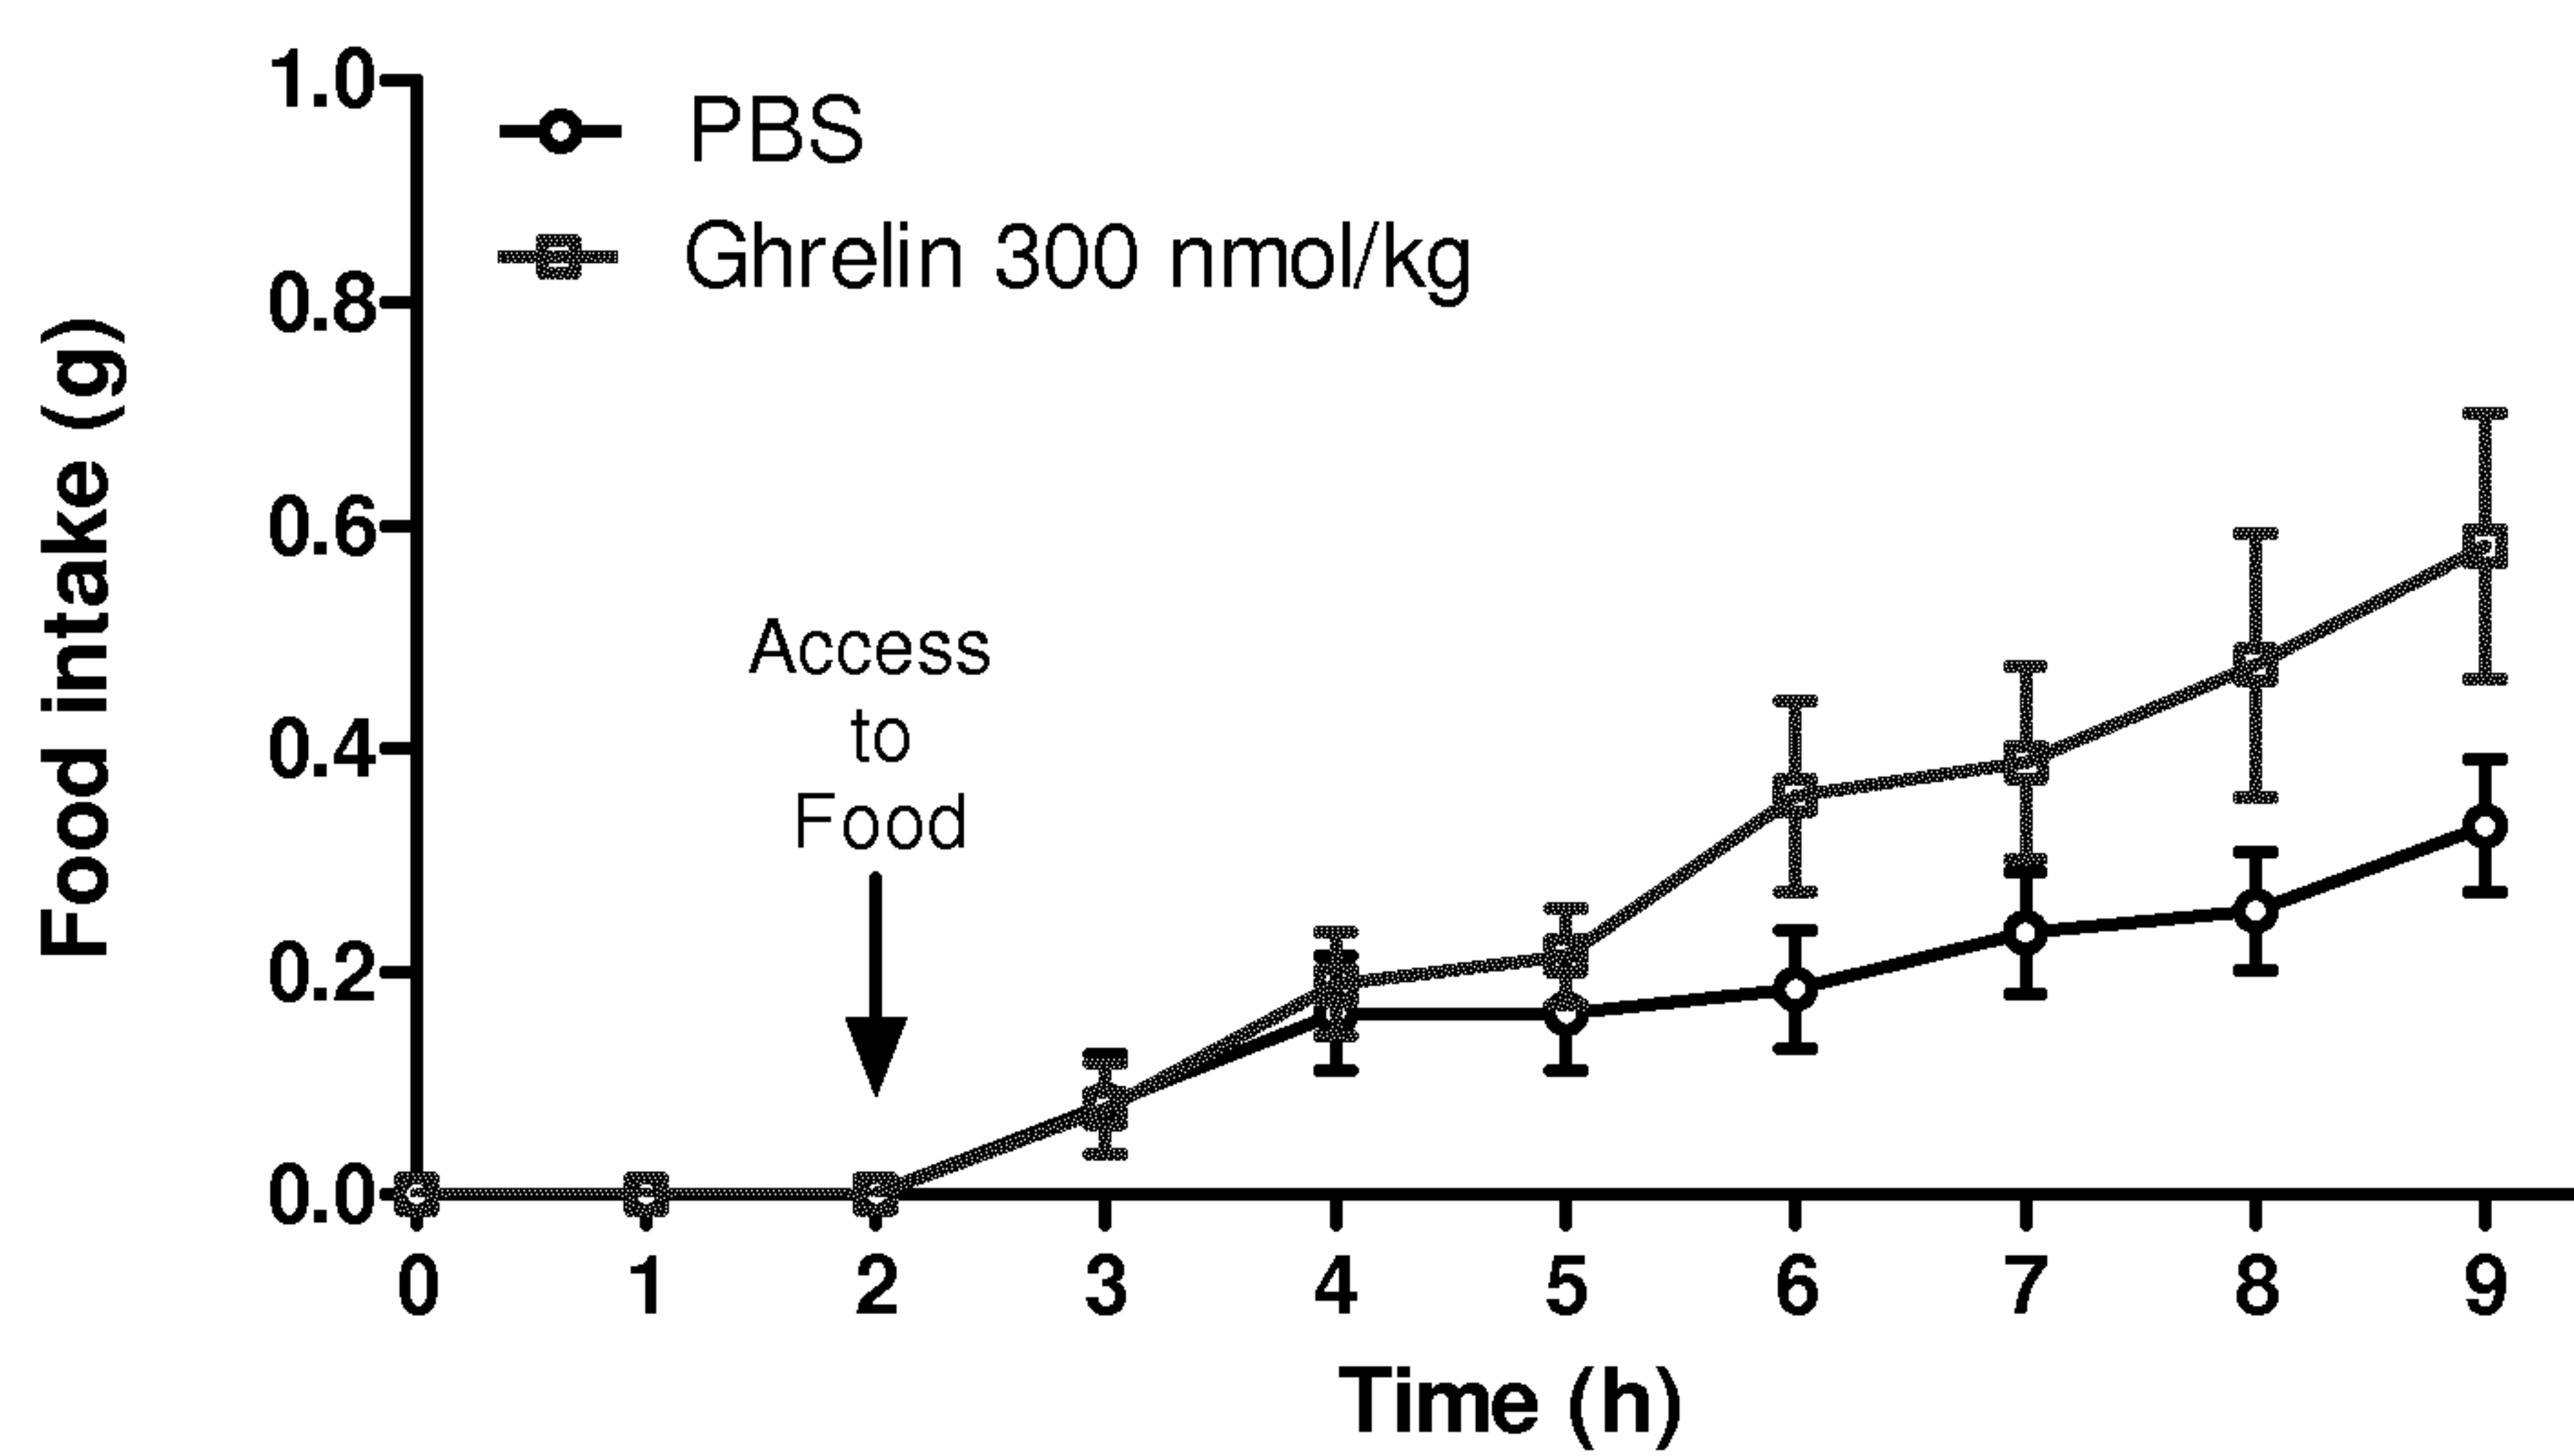 1.0
0.8
0.6
0.4
0.2
0.0
Food intake (g)
PBS
Ghrelin 300 nmol/kg
Access
to
Food
0 1 2 3 4 5 6 7 8 9
Time (h)